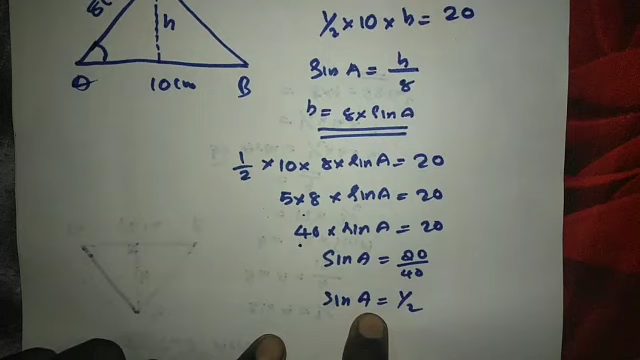 h
A
10cm
B
1/2 × 10 × h = 20
Sin A = h/8
h = 8 × Sin A
1/2 × 10 × 8 × Sin A = 20
5 × 8 × Sin A = 20
40 × Sin A = 20
Sin A = 20/40
Sin A = 1/2